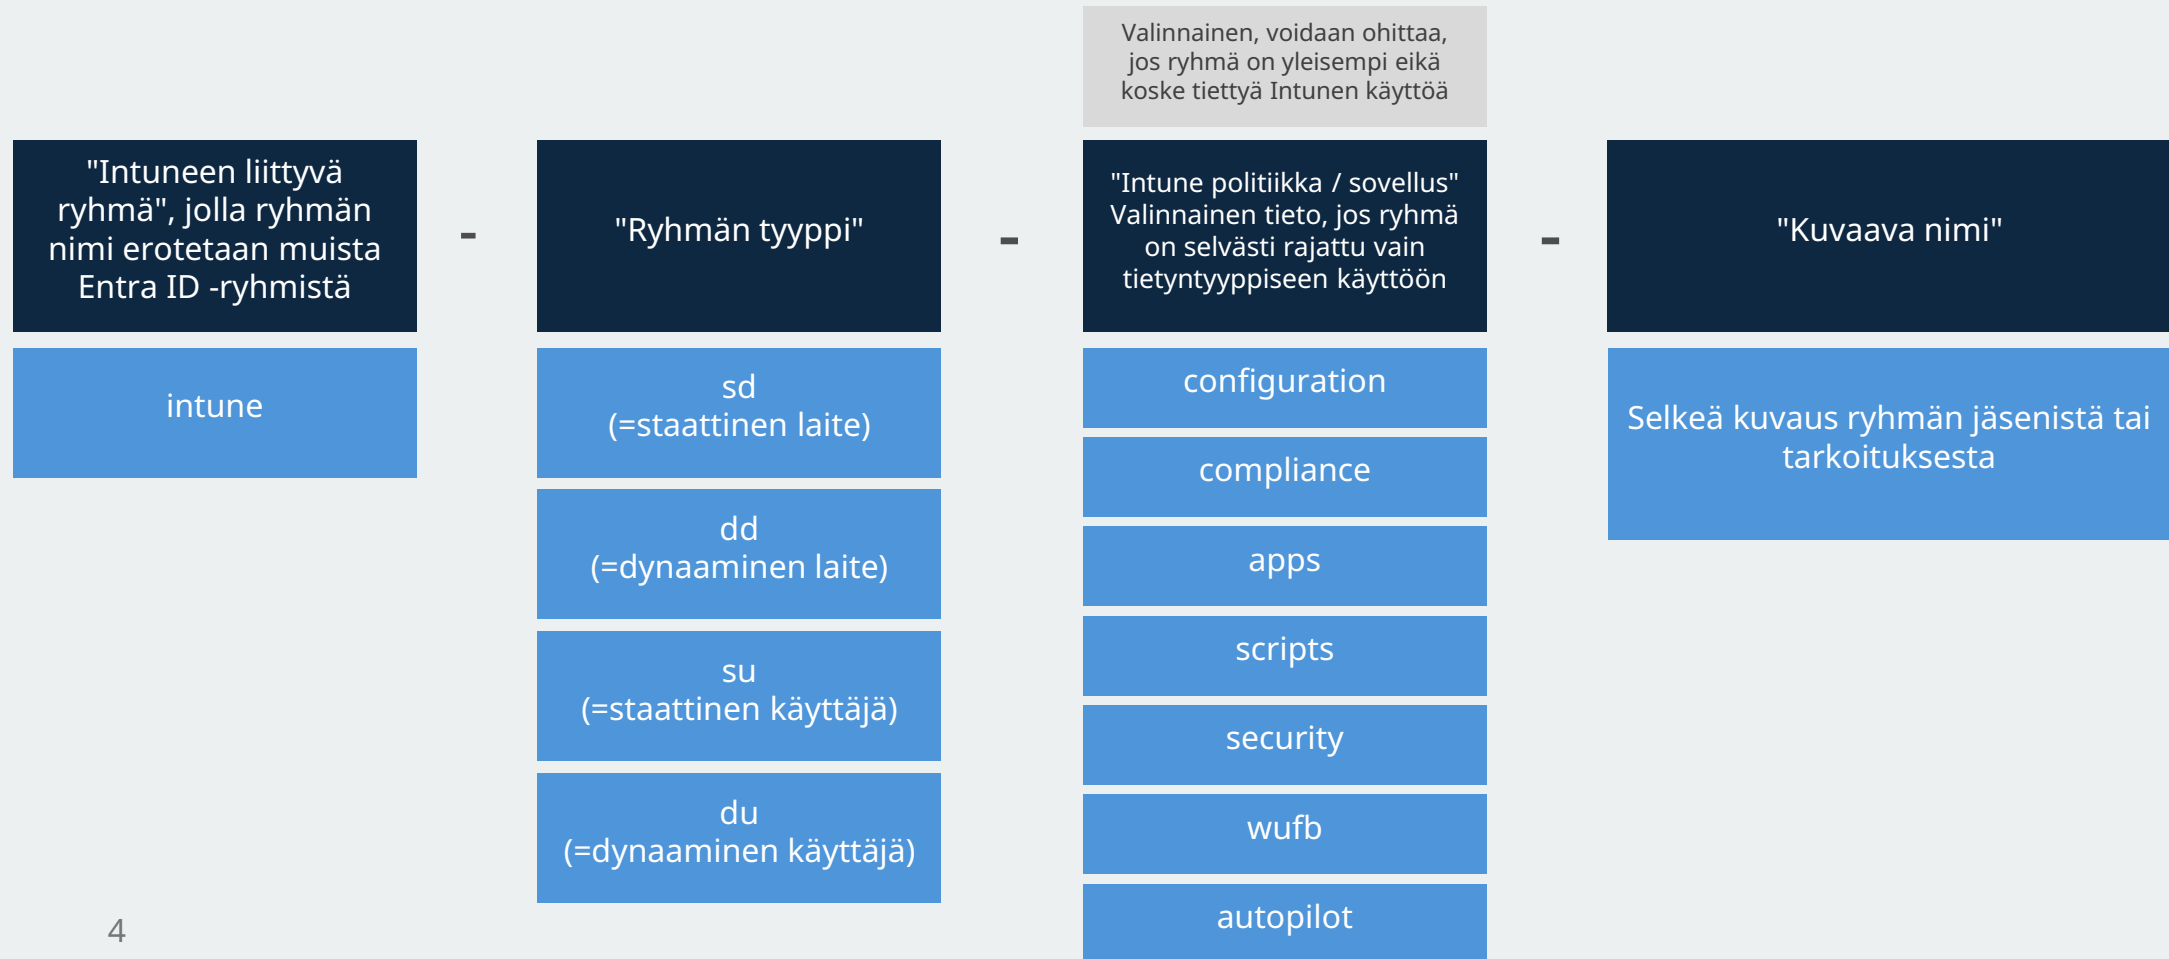 Valinnainen, voidaan ohittaa,
jos ryhmä on yleisempi eikä
koske tiettyä Intunen käyttöä
"Intuneen liittyvä
ryhmä", jolla ryhmän
nimi erotetaan muista
Entra ID -ryhmistä
-
"Ryhmän tyyppi"
-
"Intune politiikka / sovellus"
Valinnainen tieto, jos ryhmä
on selvästi rajattu vain
tietyntyyppiseen käyttöön
-
"Kuvaava nimi"
intune
sd
(=staattinen laite)
dd
(=dynaaminen laite)
su
(=staattinen käyttäjä)
du
(=dynaaminen käyttäjä)
configuration
compliance
apps
scripts
security
wufb
autopilot
Selkeä kuvaus ryhmän jäsenistä tai
tarkoituksesta
4